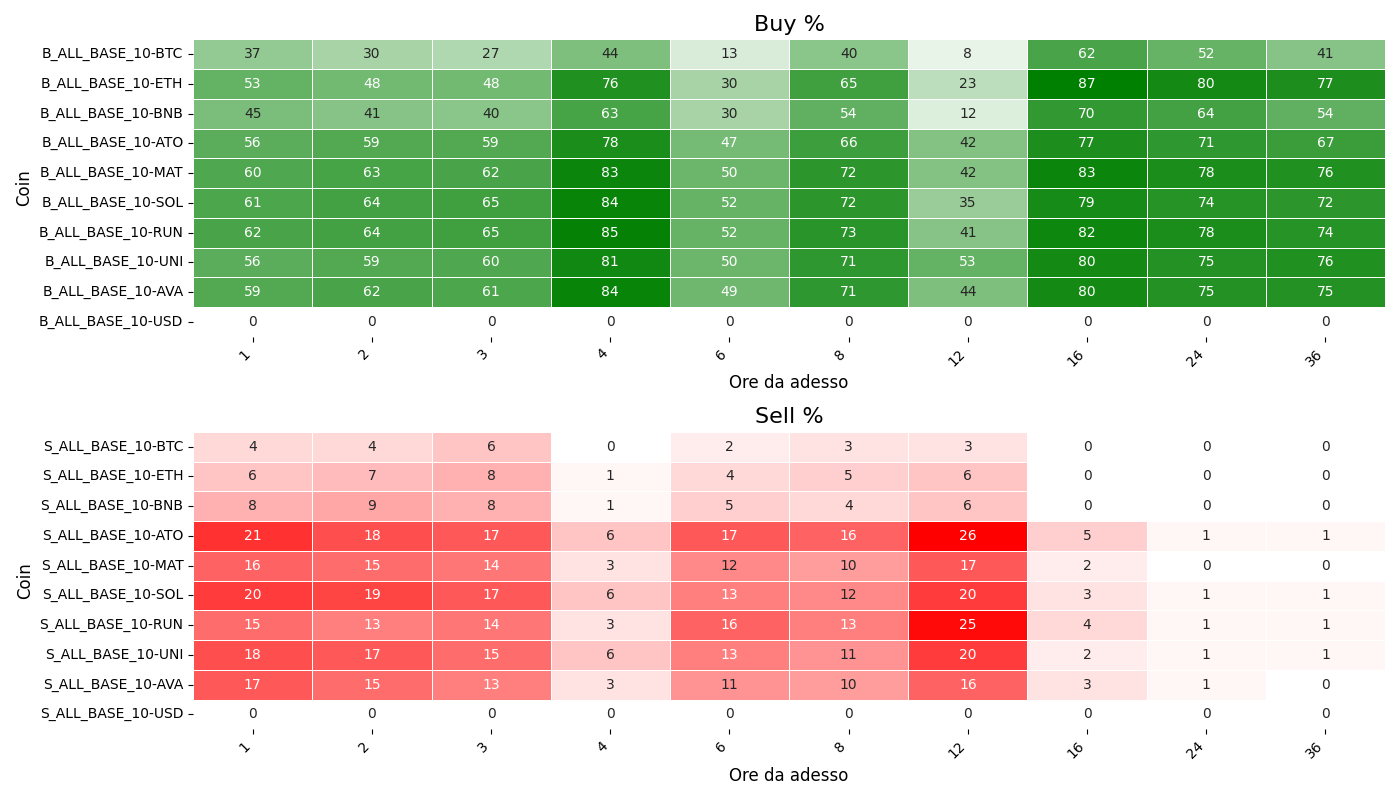 Buy %
Coin
B_ALL_BASE_10-BTC 37 30 27 44 13 40 8 62 52 41
B_ALL_BASE_10-ETH 53 48 48 76 30 65 23 87 80 77
B_ALL_BASE_10-BNB 45 41 40 63 30 54 12 70 64 54
B_ALL_BASE_10-ATO 56 59 59 78 47 66 42 77 71 67
B_ALL_BASE_10-MAT 60 63 62 83 50 72 42 83 78 76
B_ALL_BASE_10-SOL 61 64 65 84 52 72 35 79 74 72
B_ALL_BASE_10-RUN 62 64 65 85 52 73 41 82 78 74
B_ALL_BASE_10-UNI 56 59 60 81 50 71 53 80 75 76
B_ALL_BASE_10-AVA 59 62 61 84 49 71 44 80 75 75
B_ALL_BASE_10-USD 0 0 0 0 0 0 0 0 0 0
1 2 3 4 6 8 12 16 24 36
Ore da adesso
Sell %
Coin
S_ALL_BASE_10-BTC 4 4 6 0 2 3 3 0 0 0
S_ALL_BASE_10-ETH 6 7 8 1 4 5 6 0 0 0
S_ALL_BASE_10-BNB 8 9 8 1 5 4 6 0 0 0
S_ALL_BASE_10-ATO 21 18 17 6 17 16 26 5 1 1
S_ALL_BASE_10-MAT 16 15 14 3 12 10 17 2 0 0
S_ALL_BASE_10-SOL 20 19 17 6 13 12 20 3 1 1
S_ALL_BASE_10-RUN 15 13 14 3 16 13 25 4 1 1
S_ALL_BASE_10-UNI 18 17 15 6 13 11 20 2 1 1
S_ALL_BASE_10-AVA 17 15 13 3 11 10 16 3 1 0
S_ALL_BASE_10-USD 0 0 0 0 0 0 0 0 0 0
1 2 3 4 6 8 12 16 24 36
Ore da adesso